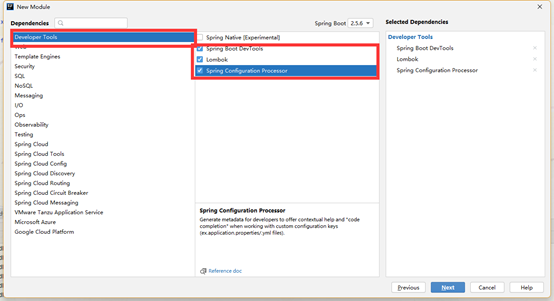 New Module
Dependencies
Spring Boot 2.5.6
Selected Dependencies
Developer Tools
Template Engines
Security
SQL
NoSQL
Messaging
I/O
Ops
Observability
Testing
Spring Cloud
Spring Cloud Tools
Spring Cloud Config
Spring Cloud Discovery
Spring Cloud Routing
Spring Cloud Circuit Breaker
Spring Cloud Messaging
VMware Tanzu Application Service
Microsoft Azure
Google Cloud Platform
Spring Native [Experimental]
Spring Boot DevTools
Lombok
Spring Configuration Processor
Spring Configuration Processor
Generate metadata for developers to offer contextual help and "code
completion" when working with custom configuration keys
(ex.application.properties/.yml files).
Reference doc
Developer Tools
Spring Boot DevTools
Lombok
Spring Configuration Processor
Previous
Next
Cancel
Help